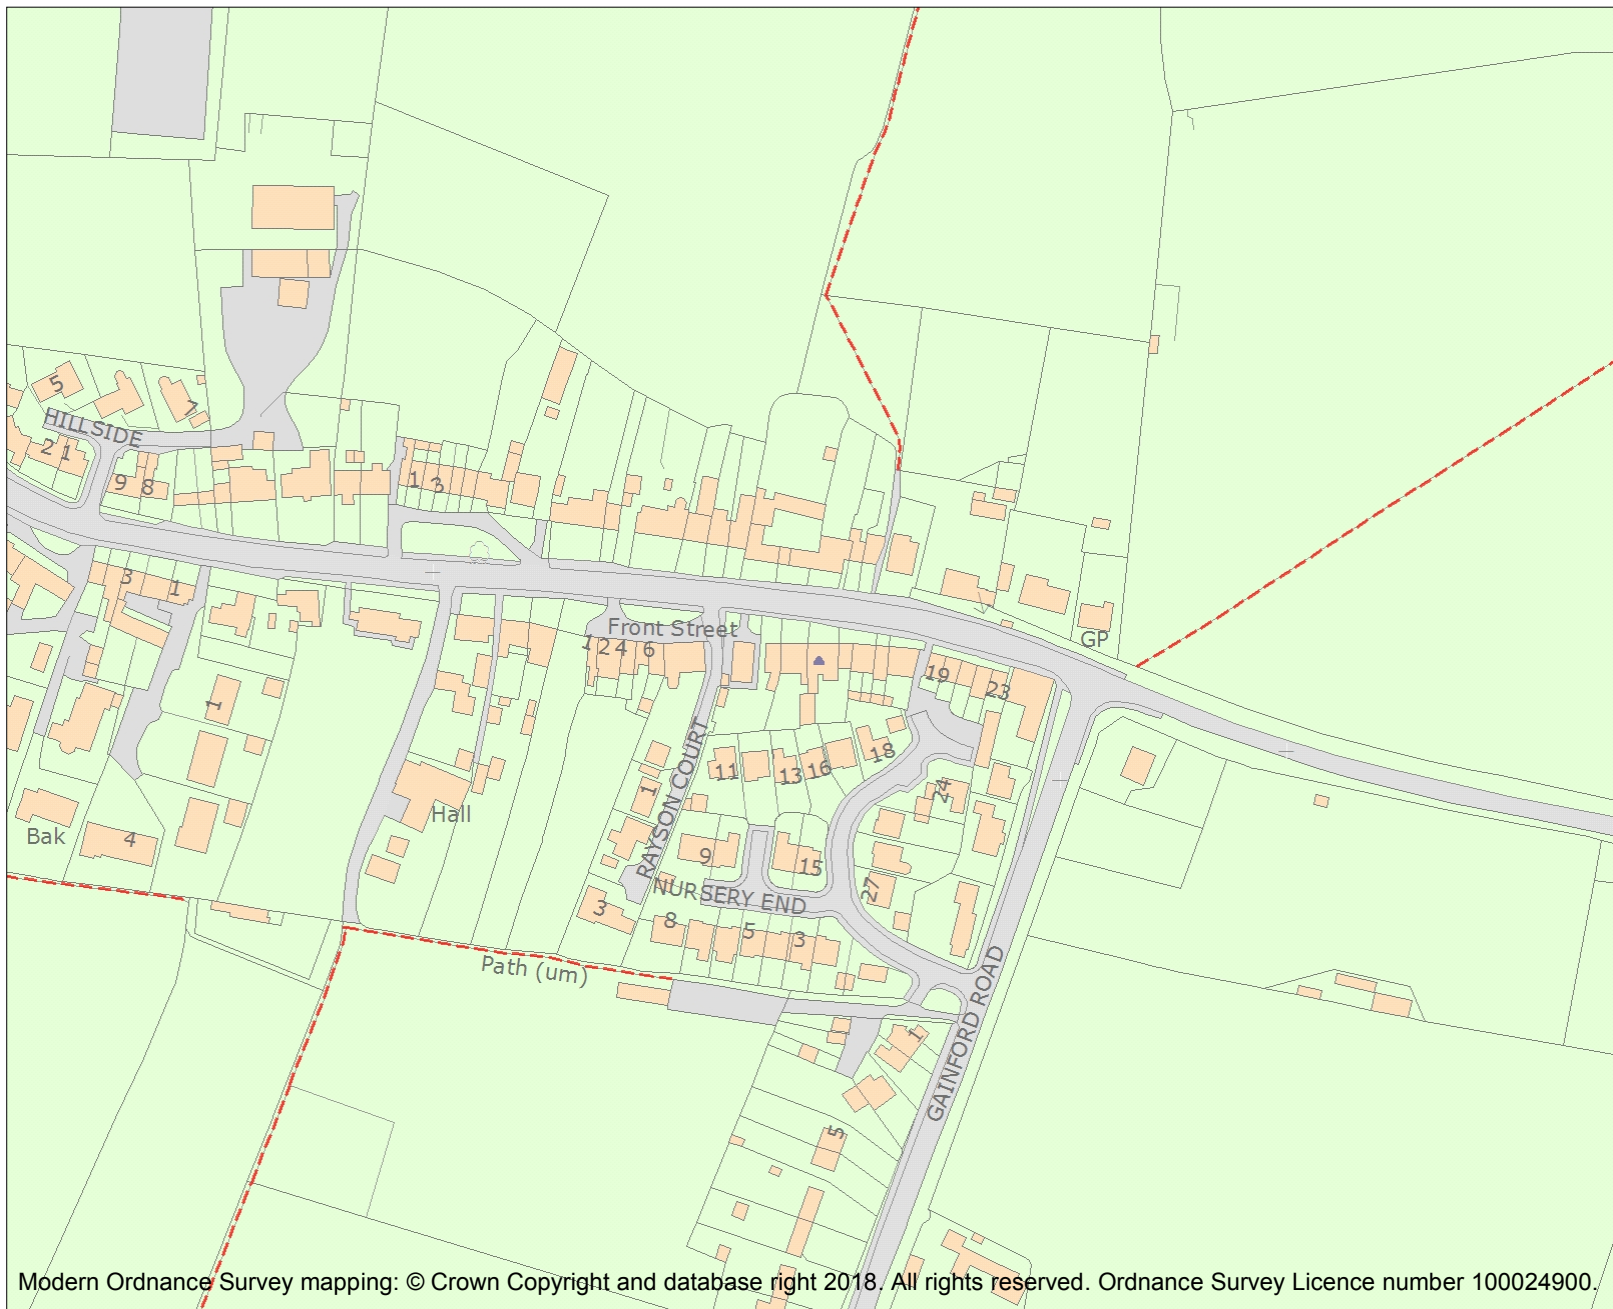 5
7
HILLSIDE
2 1
9 8
1 3
3 1
Front Street
1 2 4 6
GP
19
23
1
RAYSON COURT
11 13 16 18
24
1
Hall
Bak
4
9 15
27
NURSERY END
3 8 5 3
Path (um)
GAINFORD ROAD
1
5
Modern Ordnance Survey mapping: © Crown Copyright and database right 2018. All rights reserved. Ordnance Survey Licence number 100024900.